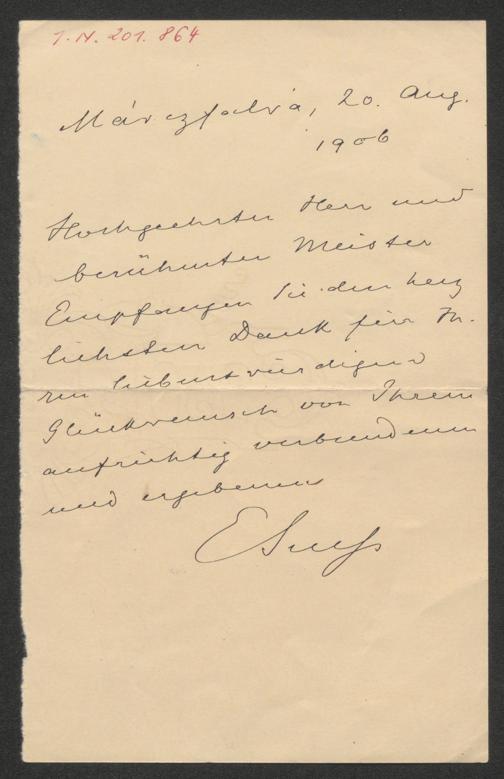 I.N. 201.864
Márczfalva, 20. Aug.
1906
Hochgeehrter Herr und
berühmter Meister
Empfangen Sie den herz
lichsten Dank für Ih-
ren liebenswürdigen
Glückwunsch von Ihrem
aufrichtig verbundenen
und ergebenen
ESuess